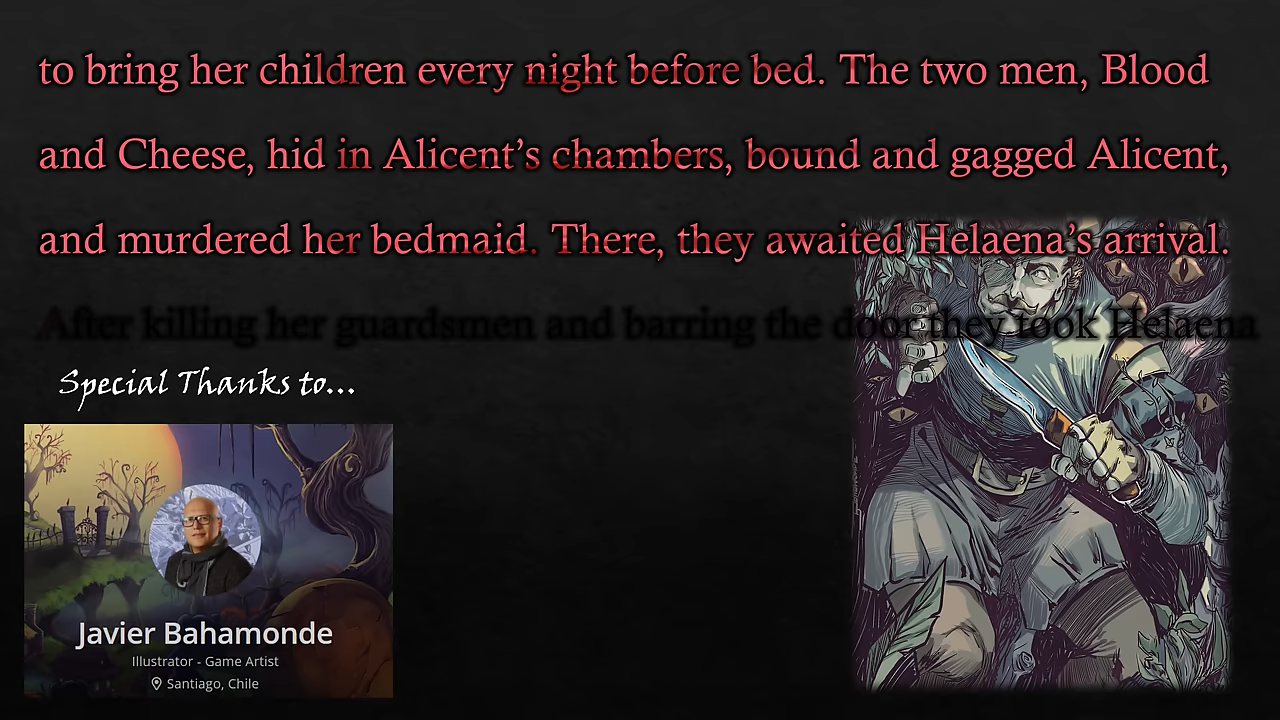 to bring her children every night before bed. The two men, Blood
and Cheese, hid in Alicent’s chambers, bound and gagged Alicent,
and murdered her bedmaid. There, they awaited Helaena’s arrival.
After killing her guardsmen and barring the door they took Helaena
Special Thanks to...
Javier Bahamonde
Illustrator - Game Artist
Santiago, Chile